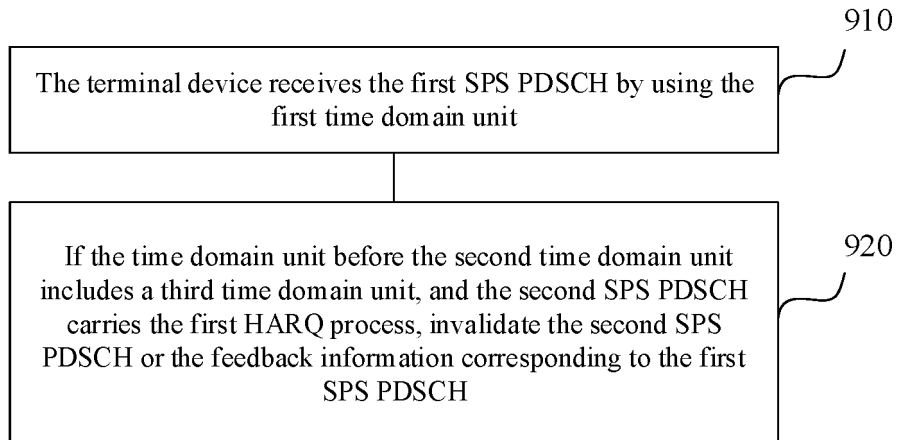 910
The terminal device receives the first SPS PDSCH by using the
first time domain unit
920
If the time domain unit before the second time domain unit
includes a third time domain unit, and the second SPS PDSCH
carries the first HARQ process, invalidate the second SPS
PDSCH or the feedback information corresponding to the first
SPS PDSCH